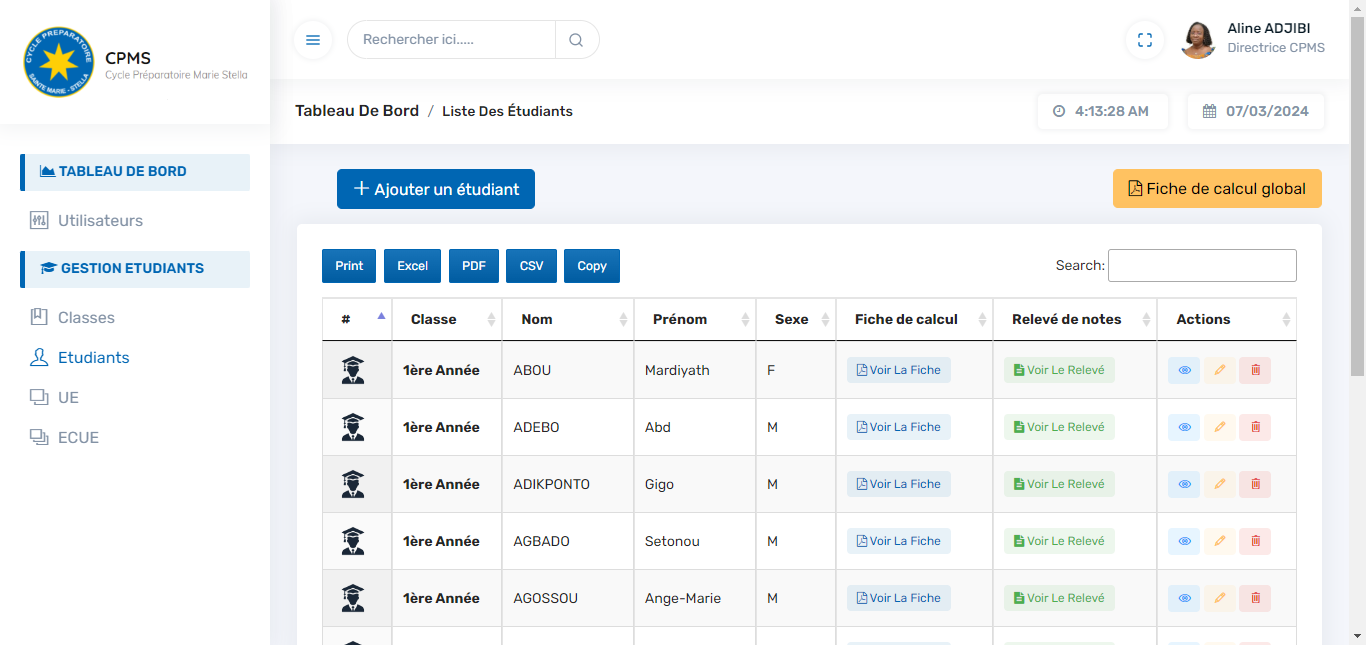 CYCLE PREPARATOIRE
SAINTE MARIE - STELLA
CPMS
Cycle Préparatoire Marie Stella
TABLEAU DE BORD
Utilisateurs
GESTION ETUDIANTS
Classes
Etudiants
UE
ECUE
Rechercher ici.....
Aline ADJIBI
Directrice CPMS
Tableau De Bord / Liste Des Étudiants
4:13:28 AM
07/03/2024
Ajouter un étudiant
Fiche de calcul global
Print Excel PDF CSV Copy
Search:
# Classe Nom Prénom Sexe Fiche de calcul Relevé de notes Actions
1ère Année ABOU Mardiyath F Voir La Fiche Voir Le Relevé
1ère Année ADEBO Abd M Voir La Fiche Voir Le Relevé
1ère Année ADIKPONTO Gigo M Voir La Fiche Voir Le Relevé
1ère Année AGBADO Setonou M Voir La Fiche Voir Le Relevé
1ère Année AGOSSOU Ange-Marie M Voir La Fiche Voir Le Relevé